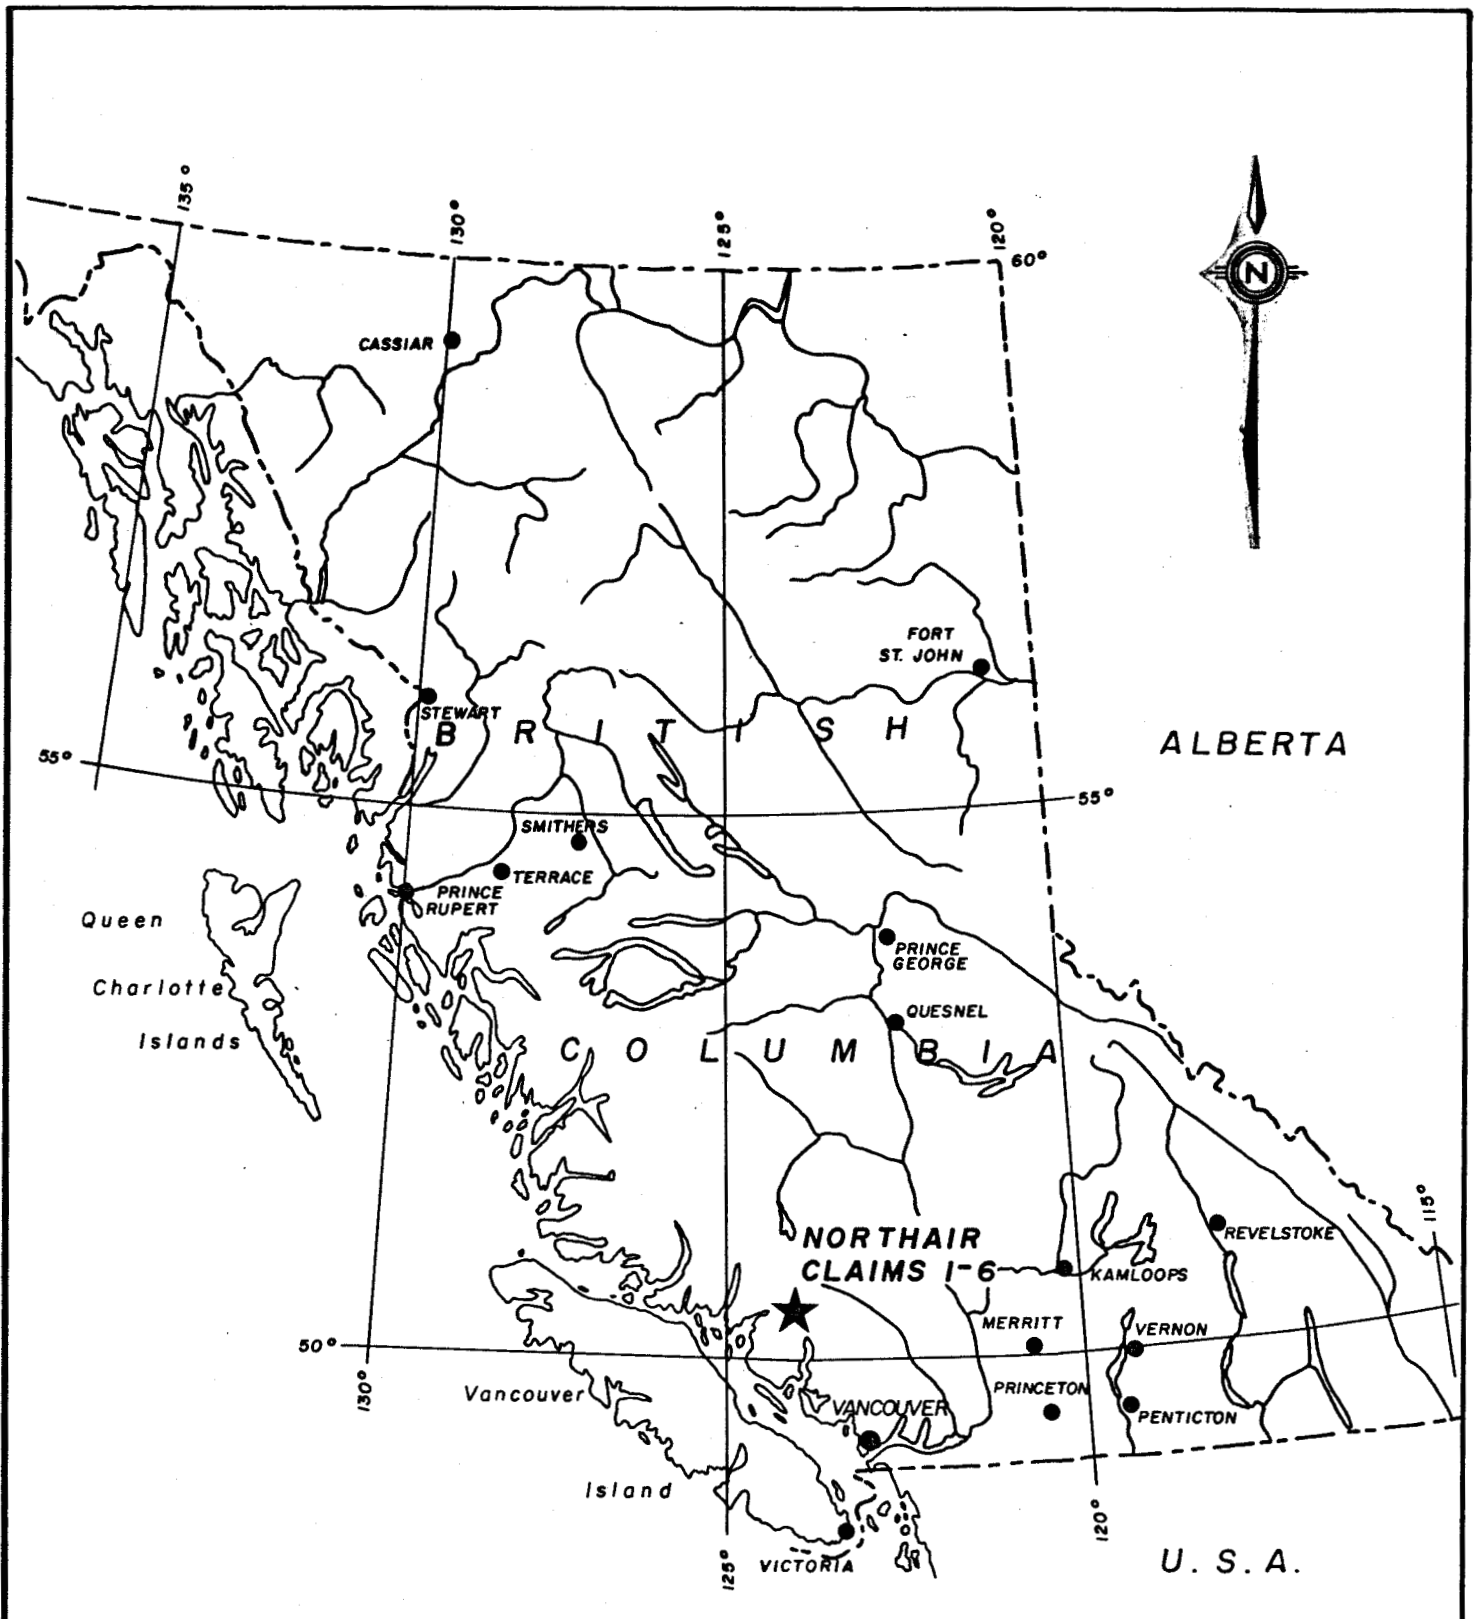 135°
130°
125°
120°
60°
N
CASSIAR
FORT
ST. JOHN
STEWART
BRITISH
ALBERTA
55°
55°
SMITHERS
TERRACE
PRINCE
RUPERT
Queen
Charlotte
Islands
PRINCE
GEORGE
QUESNEL
COLUMBIA
115°
NORTHAIR
CLAIMS 1-6
REVELSTOKE
KAMLOOPS
MERRITT
VERNON
50°
130°
Vancouver
Island
PRINCETON
VANCOUVER
PENTICTON
120°
125°
VICTORIA
U.S.A.